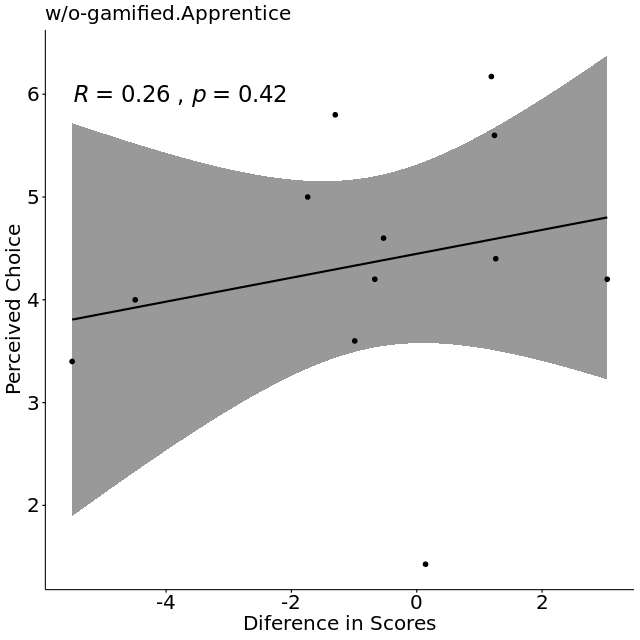 w/o-gamified.Apprentice
R = 0.26 , p = 0.42
6
5
4
3
2
Perceived Choice
-4 -2 0 2
Diference in Scores